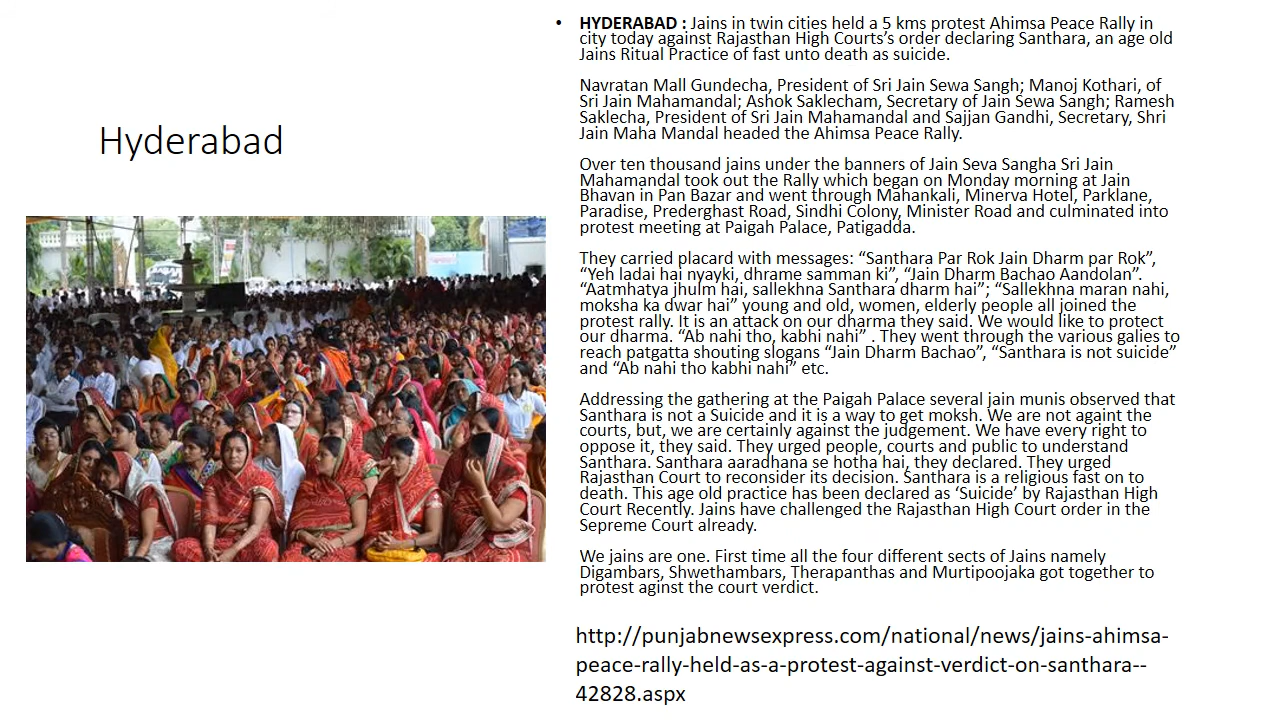 Hyderabad
• HYDERABAD : Jains in twin cities held a 5 kms protest Ahimsa Peace Rally in
city today against Rajasthan High Courts’s order declaring Santhara, an age old
Jains Ritual Practice of fast unto death as suicide.
Navratan Mall Gundecha, President of Sri Jain Sewa Sangh; Manoj Kothari, of
Sri Jain Mahamandal; Ashok Saklecham, Secretary of Jain Sewa Sangh; Ramesh
Saklecha, President of Sri Jain Mahamandal and Sajjan Gandhi, Secretary, Shri
Jain Maha Mandal headed the Ahimsa Peace Rally.
Over ten thousand jains under the banners of Jain Seva Sangha Sri Jain
Mahamandal took out the Rally which began on Monday morning at Jain
Bhavan in Pan Bazar and went through Mahankali, Minerva Hotel, Parklane,
Paradise, Prederghast Road, Sindhi Colony, Minister Road and culminated into
protest meeting at Paigah Palace, Patigadda.
They carried placard with messages: “Santhara Par Rok Jain Dharm par Rok”,
“Yeh ladai hai nyayki, dhrame samman ki”, “Jain Dharm Bachao Aandolan”.
“Aatmhatya jhulm hai, sallekhna Santhara dharm hai”; “Sallekhna maran nahi,
moksha ka dwar hai” young and old, women, elderly people all joined the
protest rally. It is an attack on our dharma they said. We would like to protect
our dharma. “Ab nahi tho, kabhi nahi” . They went through the various galies to
reach patgatta shouting slogans “Jain Dharm Bachao”, “Santhara is not suicide”
and “Ab nahi tho kabhi nahi” etc.
Addressing the gathering at the Paigah Palace several jain munis observed that
Santhara is not a Suicide and it is a way to get moksh. We are not againt the
courts, but, we are certainly against the judgement. We have every right to
oppose it, they said. They urged people, courts and public to understand
Santhara. Santhara aaradhana se hotha hai, they declared. They urged
Rajasthan Court to reconsider its decision. Santhara is a religious fast on to
death. This age old practice has been declared as ‘Suicide’ by Rajasthan High
Court Recently. Jains have challenged the Rajasthan High Court order in the
Supreme Court already.
We jains are one. First time all the four different sects of Jains namely
Digambars, Shwethambars, Therapanthas and Murtipoojaka got together to
protest aginst the court verdict.
http://punjabnewsexpress.com/national/news/jains-ahimsa-
peace-rally-held-as-a-protest-against-verdict-on-santhara--
42828.aspx